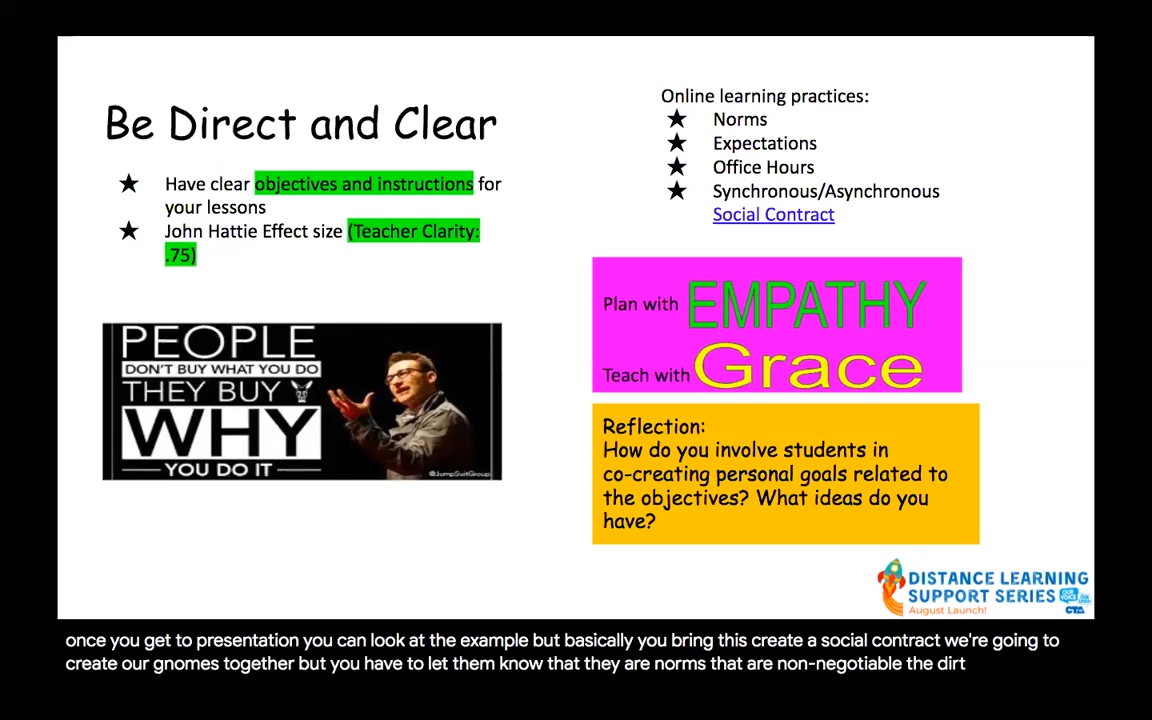 Be Direct and Clear
★ Have clear objectives and instructions for
your lessons
★ John Hattie Effect size (Teacher Clarity:
.75)
PEOPLE
DON'T BUY WHAT YOU DO
THEY BUY
WHY
YOU DO IT
@JumpSuitGroup
Online learning practices:
★ Norms
★ Expectations
★ Office Hours
★ Synchronous/Asynchronous
Social Contract
Plan with EMPATHY
Teach with Grace
Reflection:
How do you involve students in
co-creating personal goals related to
the objectives? What ideas do you
have?
DISTANCE LEARNING
SUPPORT SERIES
August Launch!
CTA
once you get to presentation you can look at the example but basically you bring this create a social contract we're going to
create our gnomes together but you have to let them know that they are norms that are non-negotiable the dirt